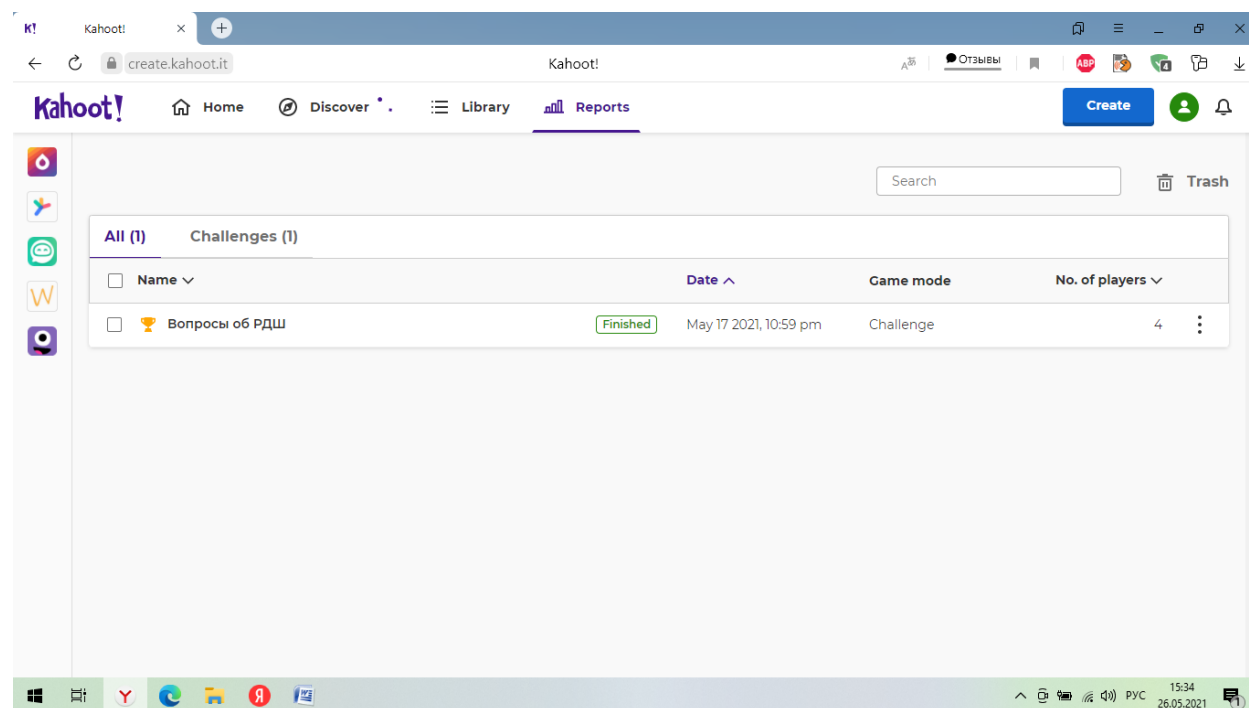 K! Kahoot!
create.kahoot.it Kahoot! Отзывы ABP 4
Kahoot! Home Discover Library Reports Create
Search Trash
All (1) Challenges (1)
Name Date Game mode No. of players
Вопросы об РДШ Finished May 17 2021, 10:59 pm Challenge 4
W
Y Я W РУС 15:34
26.05.2021 1